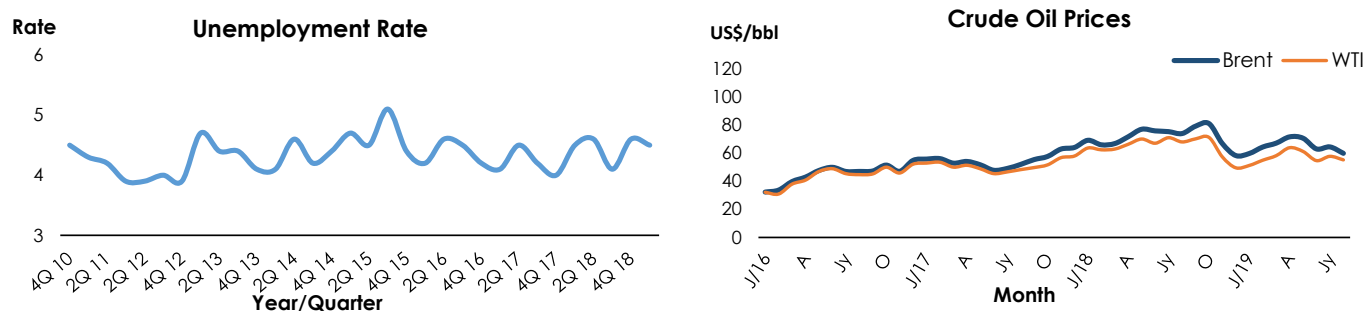 Unemployment Rate
Rate
6
5
4
3
4Q 10
2Q 11
2Q 12
4Q 12
2Q 13
4Q 13
2Q 14
4Q 14
2Q 15
4Q 15
2Q 16
4Q 16
2Q 17
4Q 17
2Q 18
4Q 18
Year/Quarter
Crude Oil Prices
US$/bbl
Brent
WTI
120
100
80
60
40
20
0
J/16
A
Jy
O
J/17
A
Jy
O
J/18
A
Jy
O
J/19
A
Jy
Month